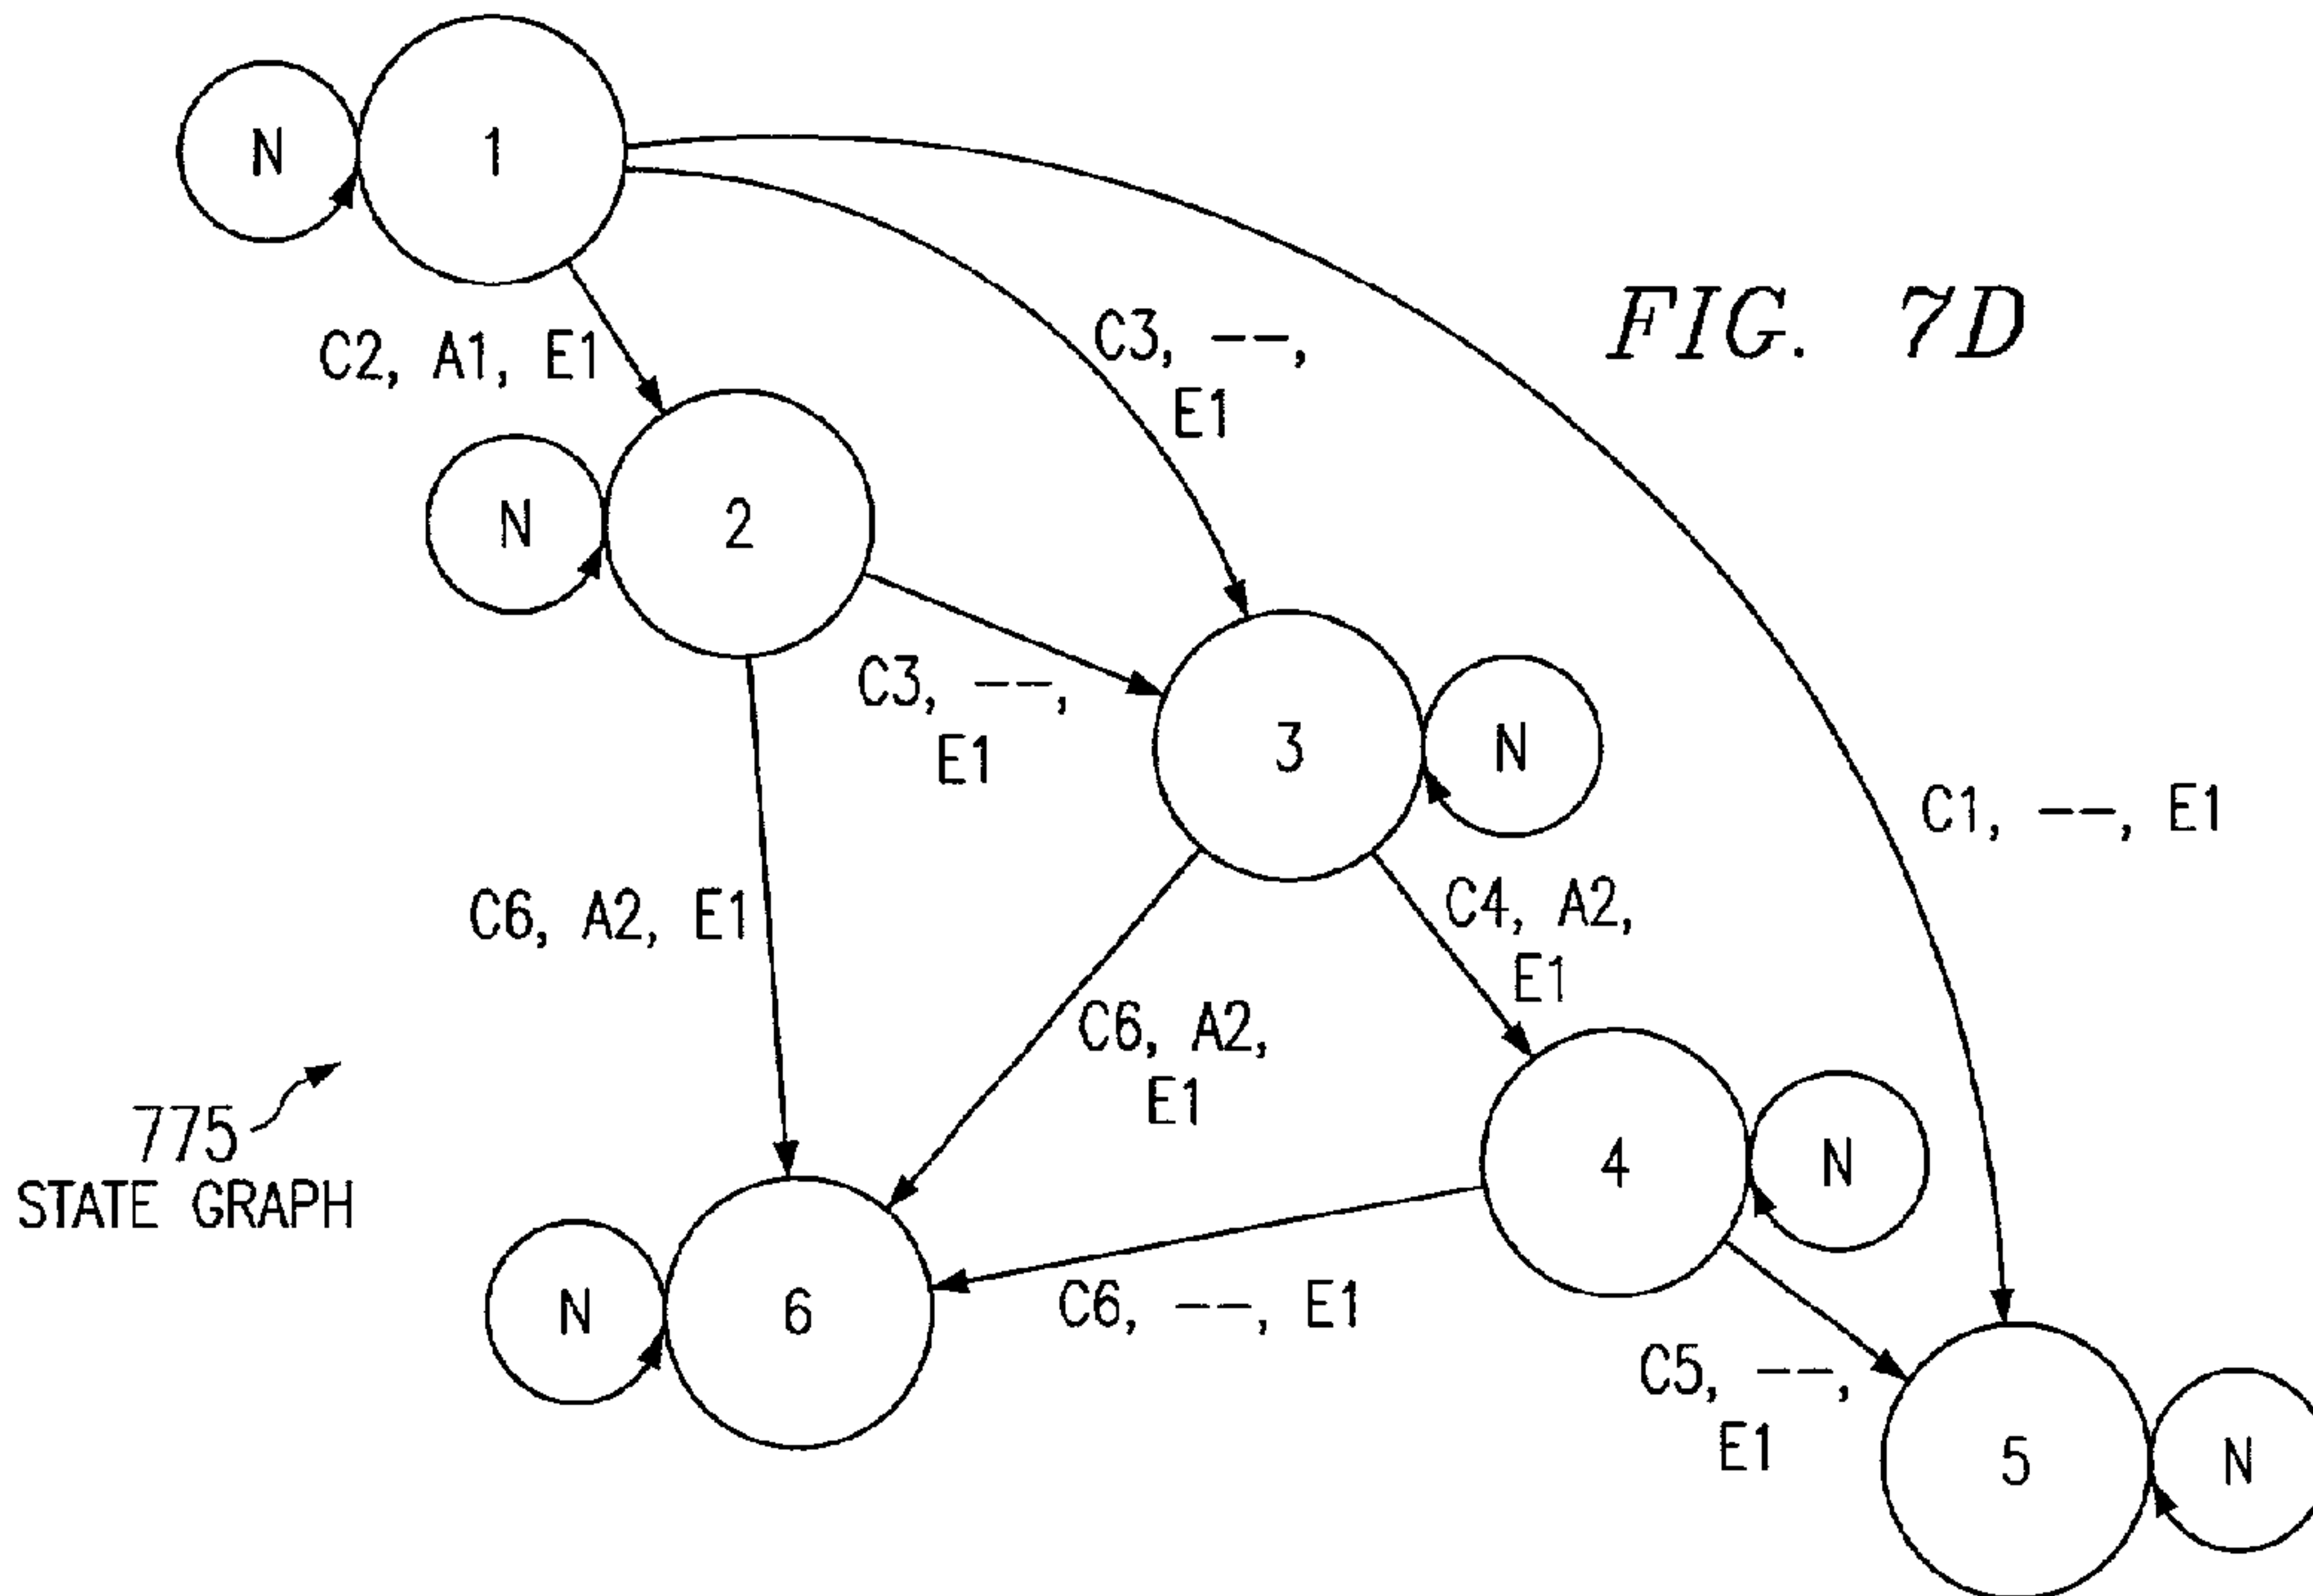 N
1
FIG. 7D
C3, --,
E1
C2, A1, E1
N
2
C3, --,
E1
3
N
C1, --, E1
C6, A2, E1
C4, A2,
E1
C6, A2,
E1
775
STATE GRAPH
4
N
N
6
C6, --, E1
C5, --,
E1
5
N